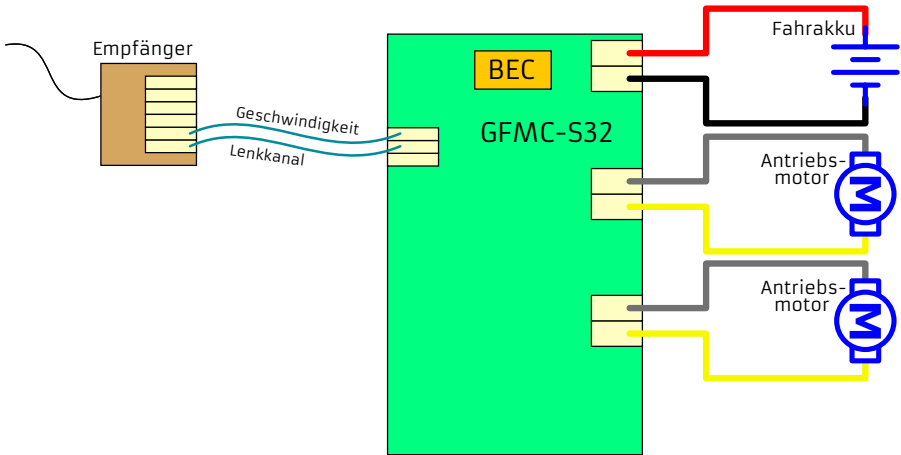 Empfänger
Geschwindigkeit
Lenkkanal
BEC
GFMC-S32
Fahrakku
Antriebs-
motor
M
Antriebs-
motor
M